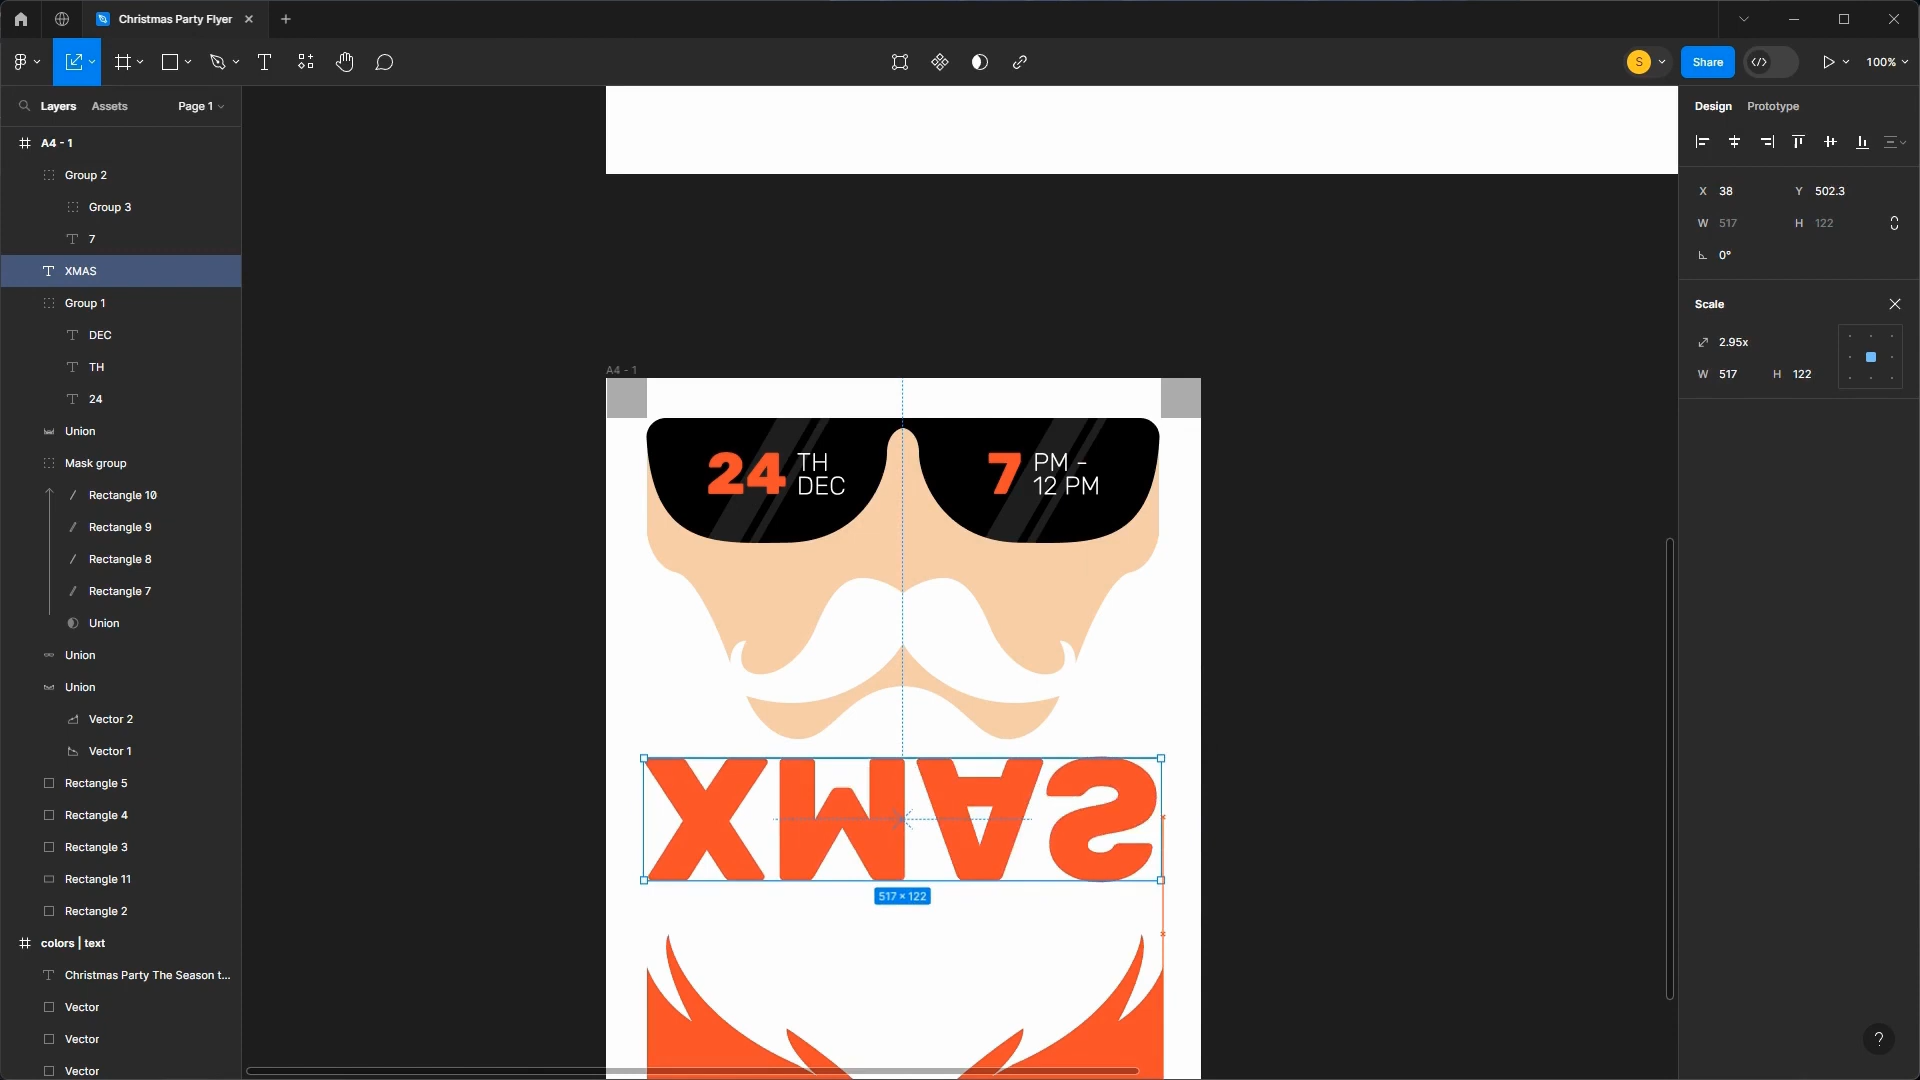 Christmas Party Flyer
S
Share
100%
Layers
Assets
Page 1
Design
Prototype
A4 - 1
Group 2
Group 3
7
XMAS
Group 1
DEC
TH
24
Union
Mask group
Rectangle 10
Rectangle 9
Rectangle 8
Rectangle 7
Union
Union
Union
Vector 2
Vector 1
Rectangle 5
Rectangle 4
Rectangle 3
Rectangle 11
Rectangle 2
colors | text
Christmas Party The Season t...
Vector
Vector
Vector
A4 - 1
24 TH
DEC
7 PM -
12 PM
XMAS
517 × 122
X 38 Y 502.3
W 517 H 122
0°
Scale
2.95x
W 517 H 122
?